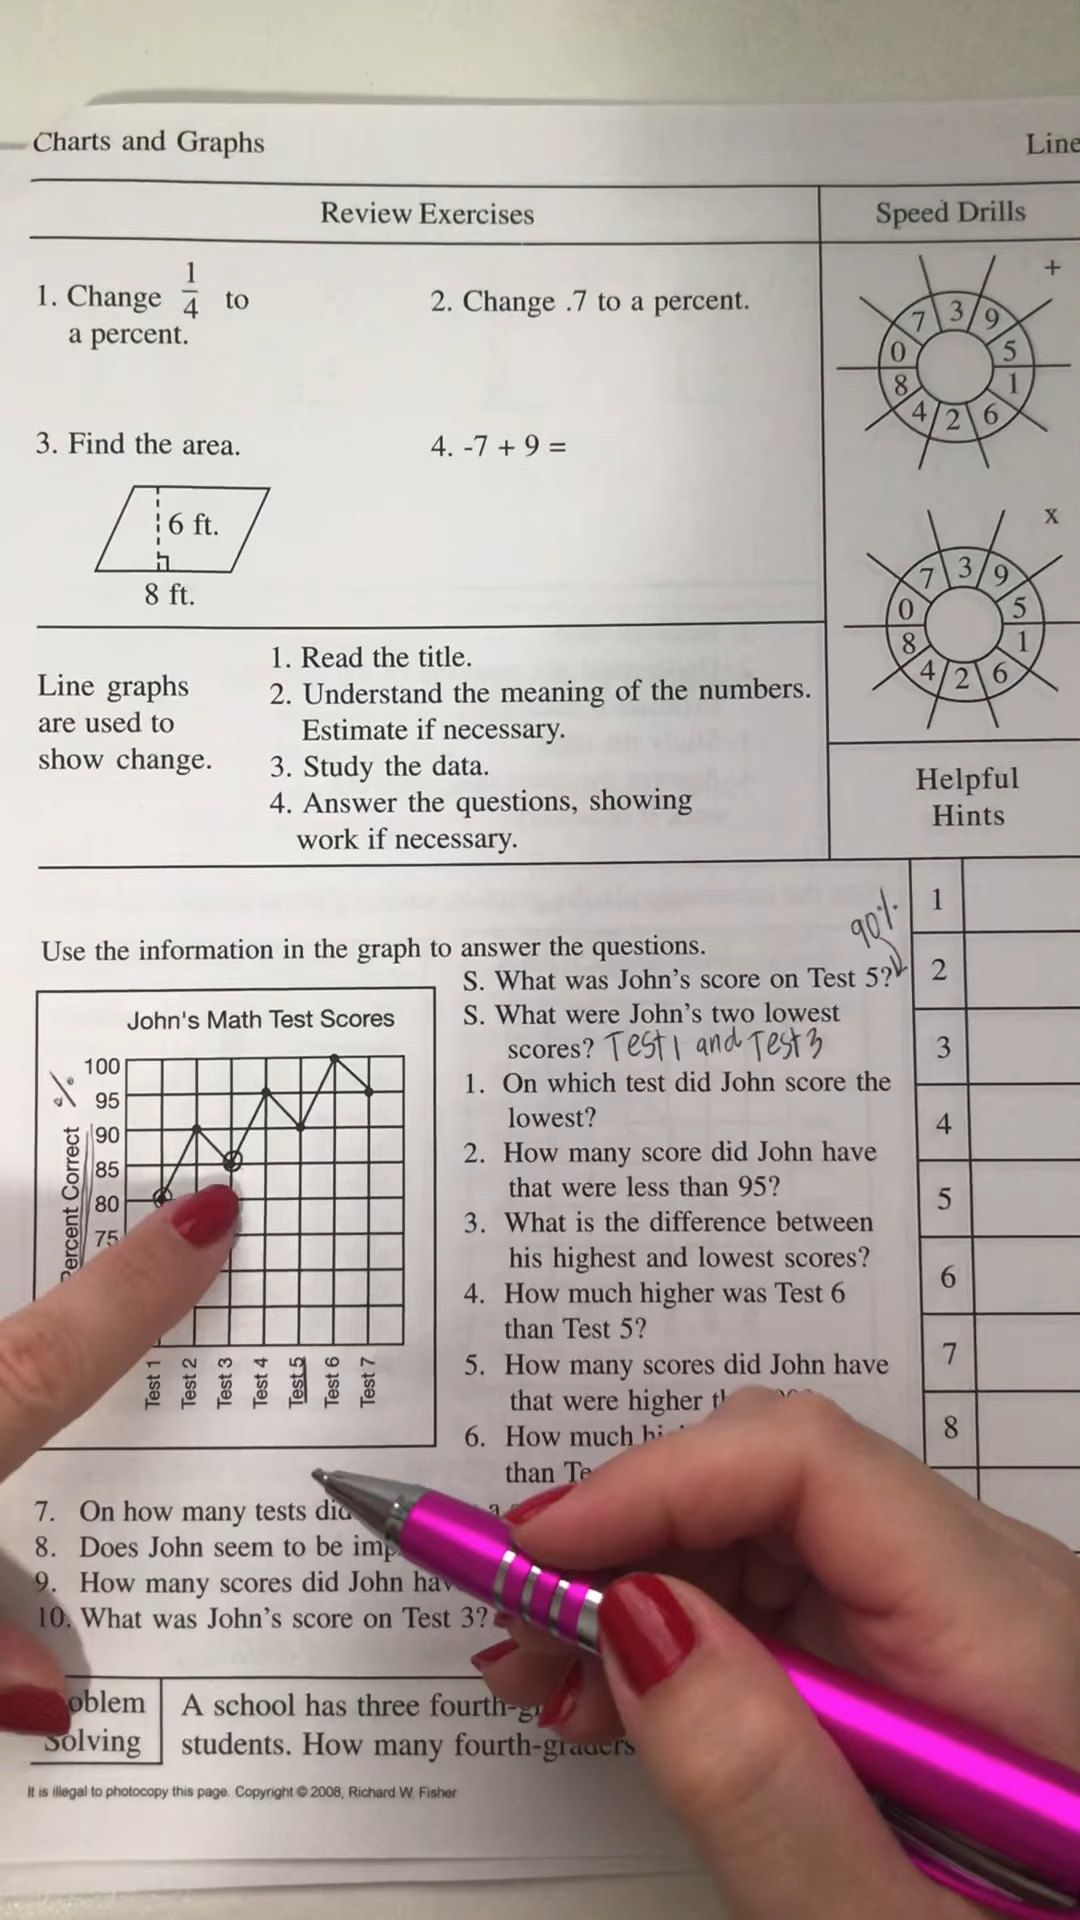 Charts and Graphs
Line
Review Exercises
Speed Drills
1. Change 1/4 to
a percent.
2. Change .7 to a percent.
3. Find the area.
6 ft.
8 ft.
4. -7 + 9 =
+
7 3 9
0 5
8 1
4 2 6
x
7 3 9
0 5
8 1
4 2 6
Line graphs
are used to
show change.
1. Read the title.
2. Understand the meaning of the numbers.
Estimate if necessary.
3. Study the data.
4. Answer the questions, showing
work if necessary.
Helpful
Hints
1
2
3
4
5
6
7
8
Use the information in the graph to answer the questions.
90%
John's Math Test Scores
%
Percent Correct
100
95
90
85
80
75
Test 1
Test 2
Test 3
Test 4
Test 5
Test 6
Test 7
S. What was John's score on Test 5?
S. What were John's two lowest
scores? Test 1 and Test 3
1. On which test did John score the
lowest?
2. How many score did John have
that were less than 95?
3. What is the difference between
his highest and lowest scores?
4. How much higher was Test 6
than Test 5?
5. How many scores did John have
that were higher
6. How much
than
7. On how many tests did
8. Does John seem to be
9. How many scores did John
10. What was John's score on Test 3?
Solving
A school has three
students. How many fourth-graders
It is illegal to photocopy this page. Copyright © 2008, Richard W. Fisher